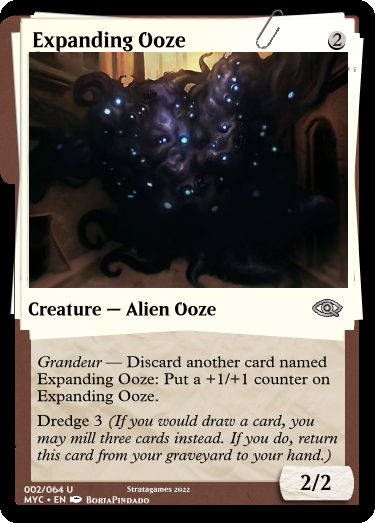 Expanding Ooze 2
Creature — Alien Ooze
Grandeur — Discard another card named
Expanding Ooze: Put a +1/+1 counter on
Expanding Ooze.
Dredge 3 (If you would draw a card, you
may mill three cards instead. If you do, return
this card from your graveyard to your hand.)
2/2
002/064 U Stratagames 2022
MYC • EN BorjaPindado